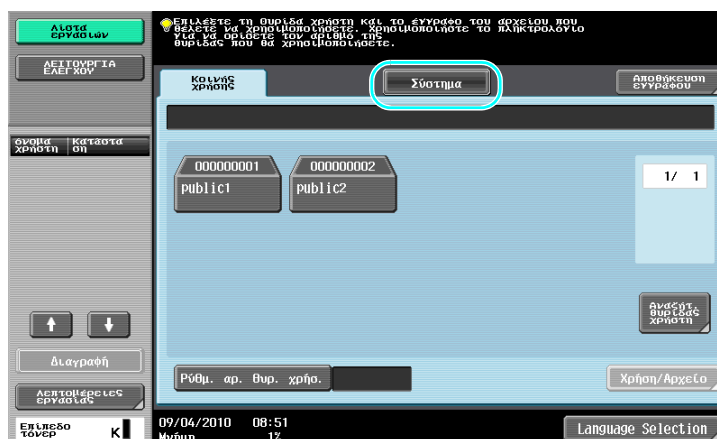 Λίστα
εργασιών
ΛΕΙΤΟΥΡΓΙΑ
ΕΛΕΓΧΟΥ
όνομα χρήστη
Κατάστα ση
Διαγραφή
Λεπτομέρειες
εργασίας
Επίπεδο
τόνερ
K
Επιλέξτε τη θυρίδα χρήστη και το έγγραφο του αρχείου που
θέλετε να χρησιμοποιήσετε. Χρησιμοποιήστε το πληκτρολόγιο
για να ορίσετε τον αριθμό της
θυρίδας που θα χρησιμοποιήσετε.
Κοινής
χρήσης
Σύστημα
Αποθήκευση
εγγράφου
000000001
public1
000000002
public2
1/ 1
Αναζήτ.
θυρίδας
χρήστη
Ρύθμ. αρ. θυρ. χρήσ.
Χρήση/Αρχείο
09/04/2010 08:51
Μνήμη 1%
Language Selection